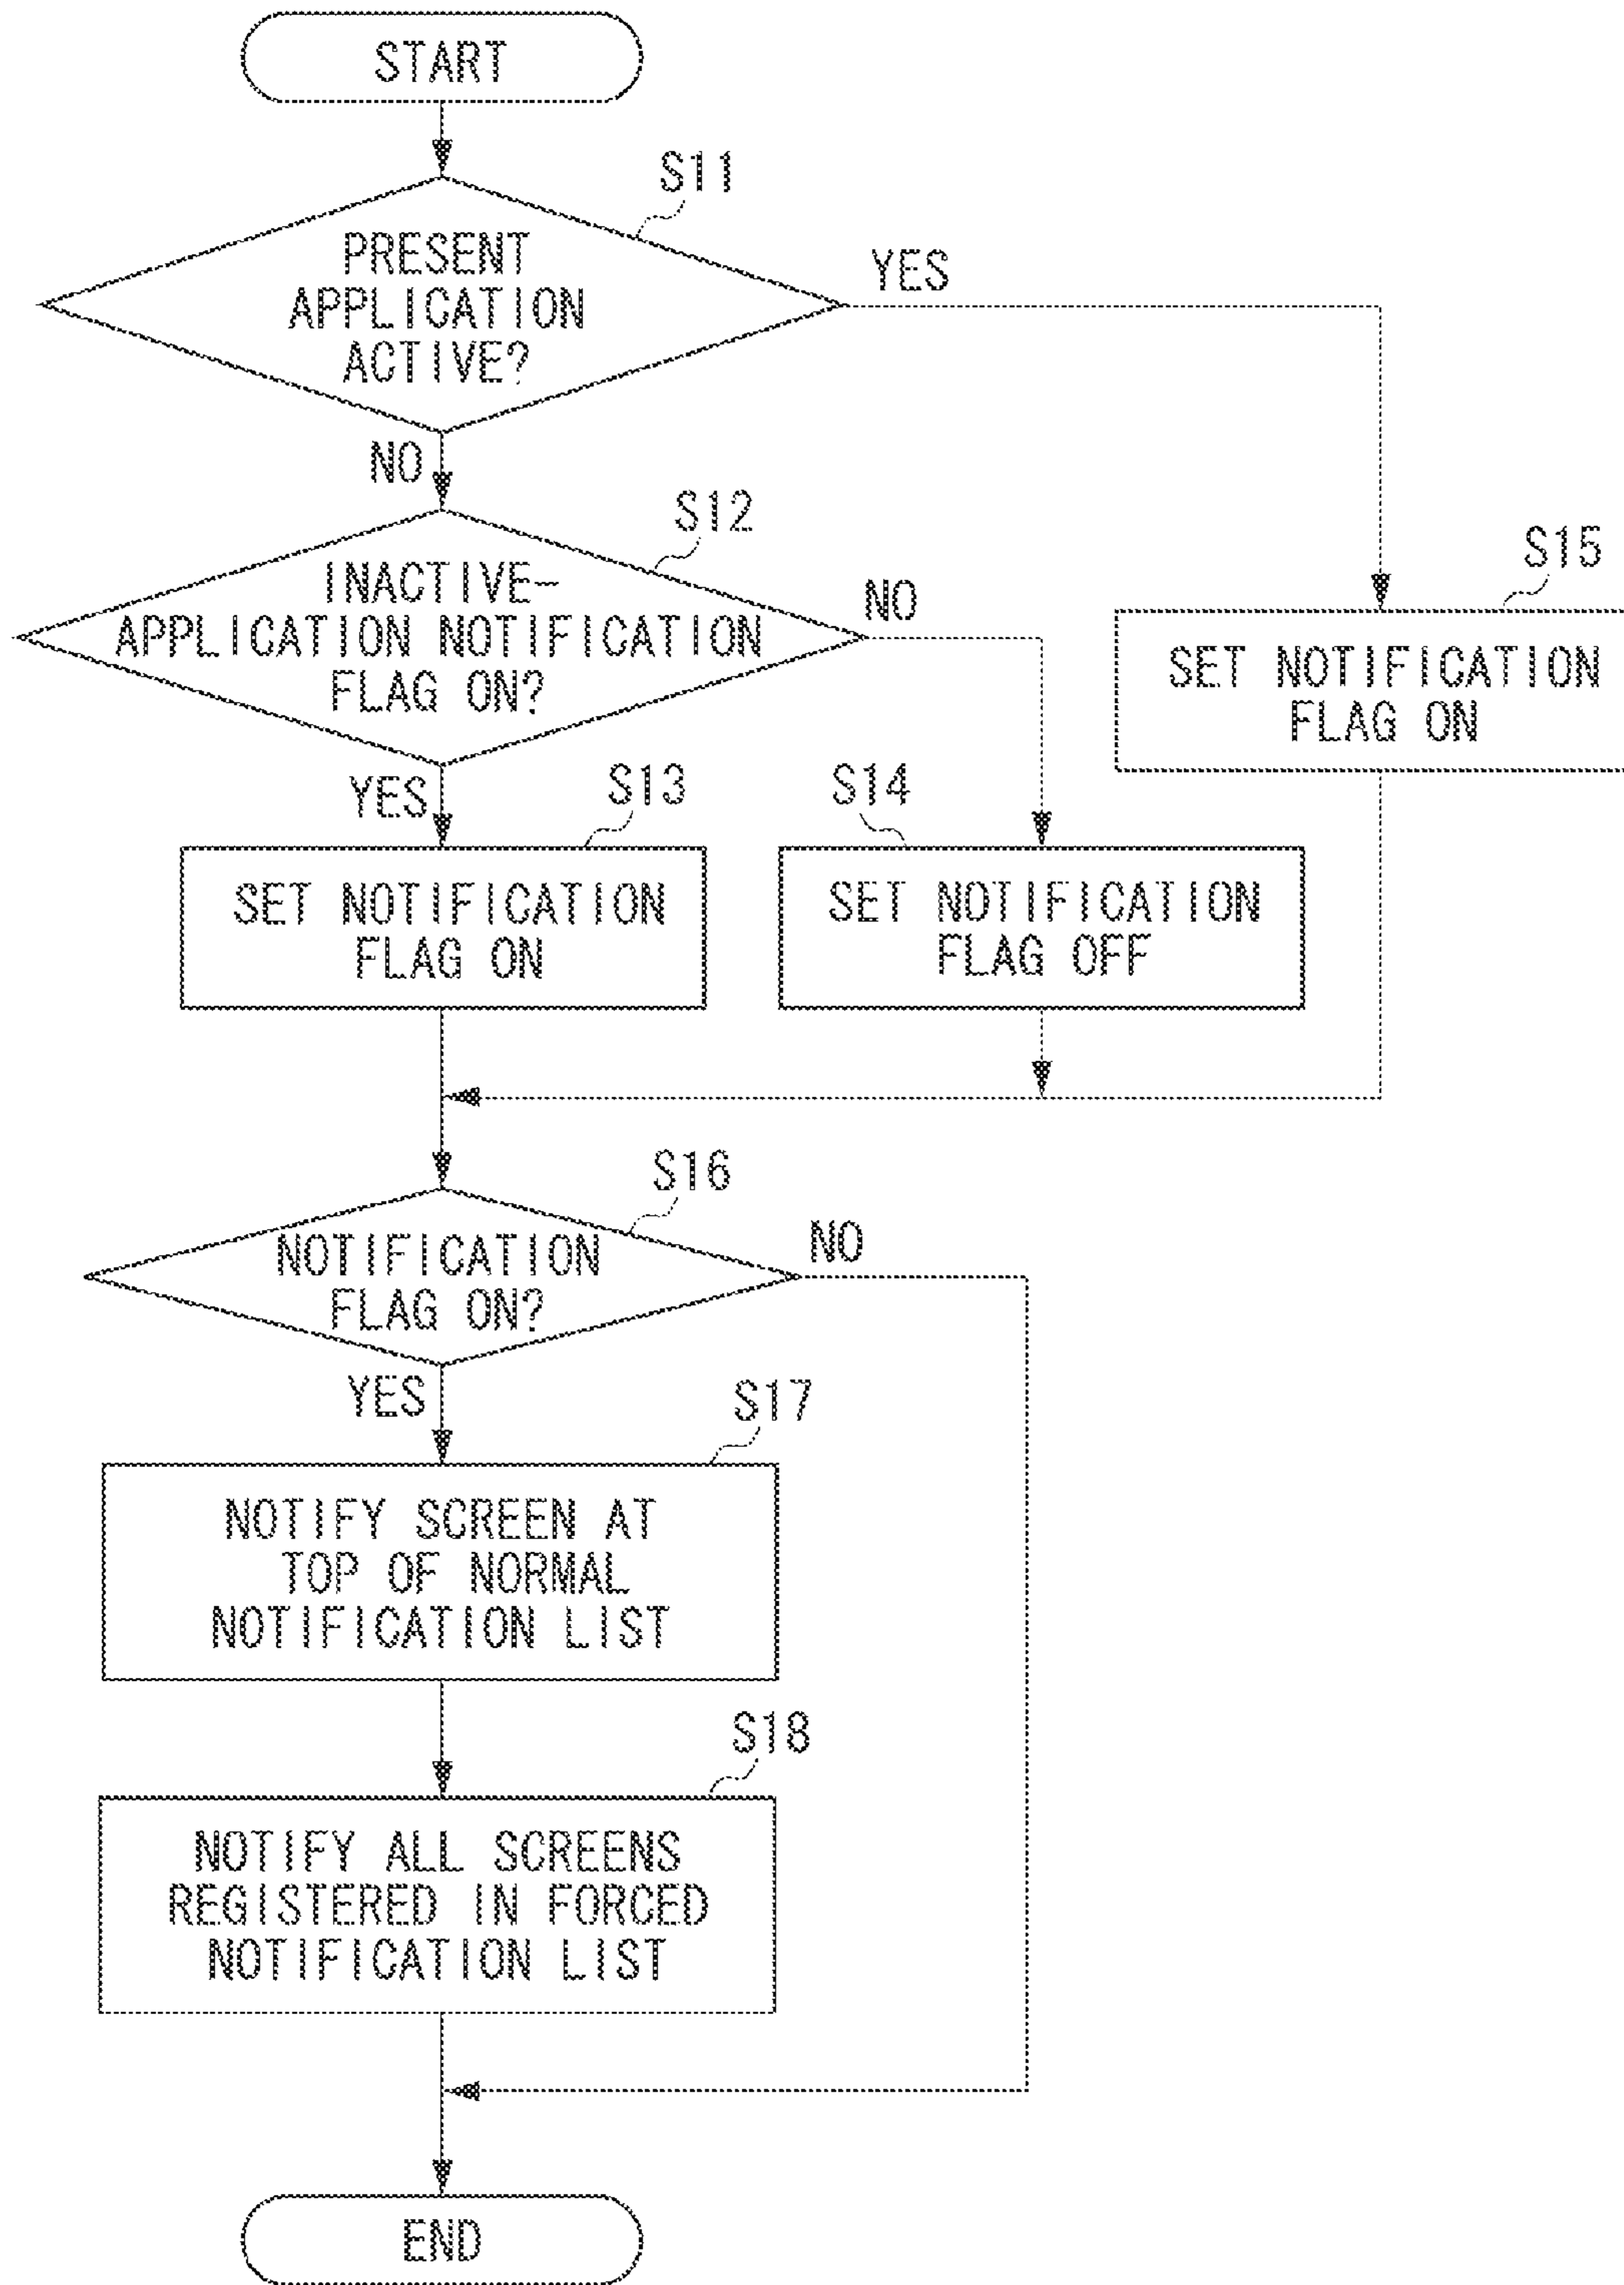 START
S11
PRESENT
APPLICATION
ACTIVE?
YES
NO
S12
INACTIVE-
APPLICATION NOTIFICATION
FLAG ON?
NO
S15
SET NOTIFICATION
FLAG ON
YES
S13
SET NOTIFICATION
FLAG ON
S14
SET NOTIFICATION
FLAG OFF
S16
NOTIFICATION
FLAG ON?
NO
YES
S17
NOTIFY SCREEN AT
TOP OF NORMAL
NOTIFICATION LIST
S18
NOTIFY ALL SCREENS
REGISTERED IN FORCED
NOTIFICATION LIST
END